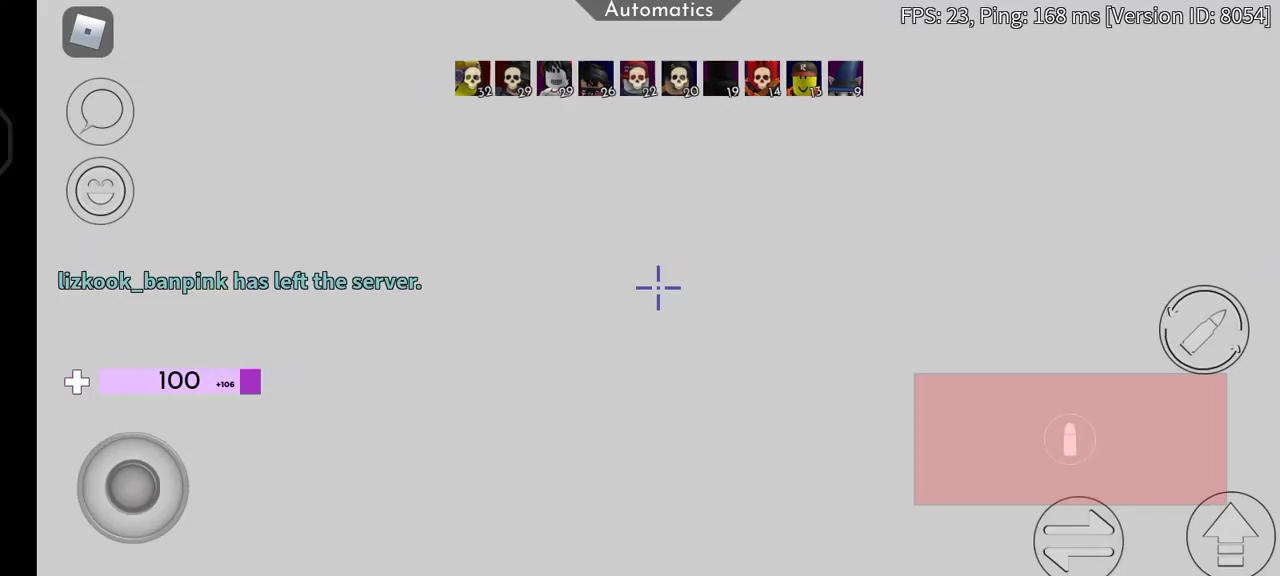 Automatics
FPS: 23, Ping: 168 ms [Version ID: 8054]
32 29 29 26 22 20 19 14 13 9
lizkook_banpink has left the server.
100 +106